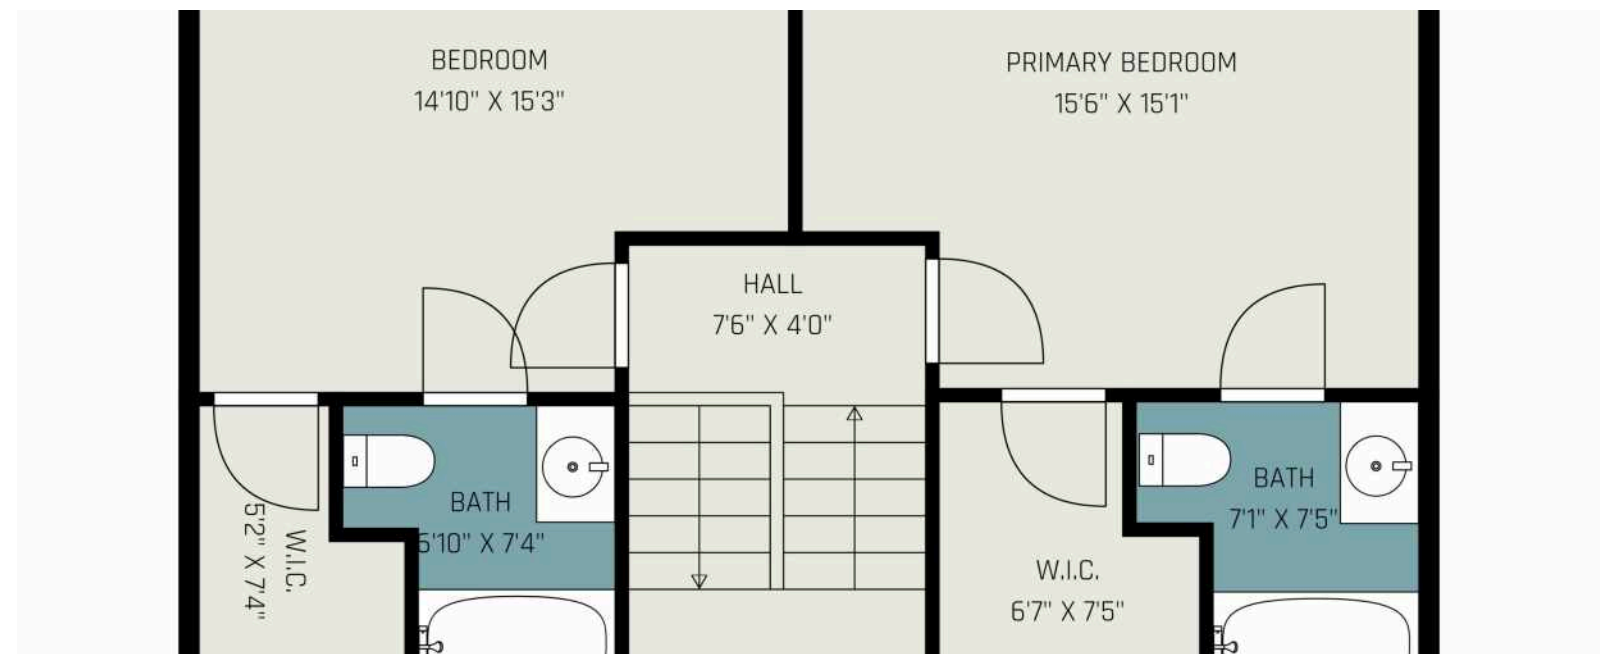 BEDROOM
14'10" X 15'3"
PRIMARY BEDROOM
15'6" X 15'1"
HALL
7'6" X 4'0"
BATH
6'10" X 7'4"
W.I.C.
5'2" X 7'4"
BATH
7'1" X 7'5"
W.I.C.
6'7" X 7'5"